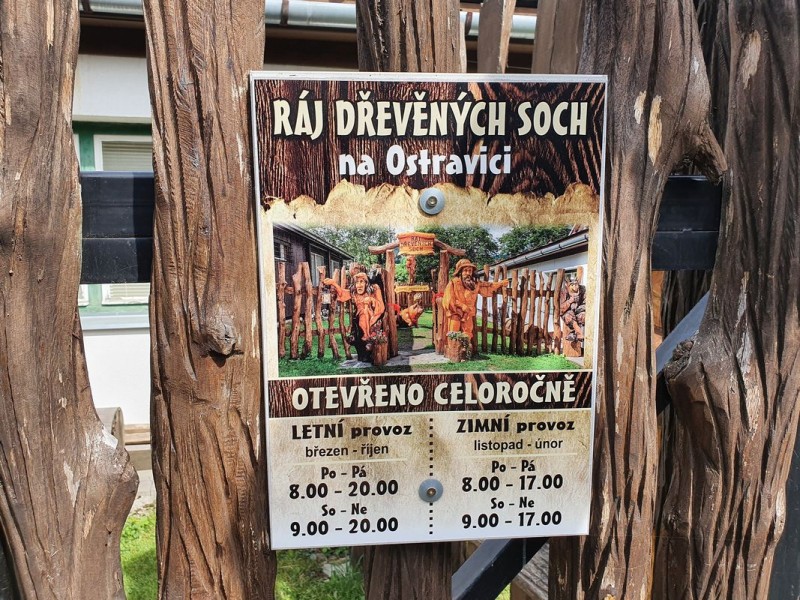 RÁJ DŘEVĚNÝCH SOCH
na Ostravici
OTEVŘENO CELOROČNĚ
LETNÍ provoz
březen - říjen
Po - Pá
8.00 - 20.00
So - Ne
9.00 - 20.00
ZIMNÍ provoz
listopad - únor
Po - Pá
8.00 - 17.00
So - Ne
9.00 - 17.00